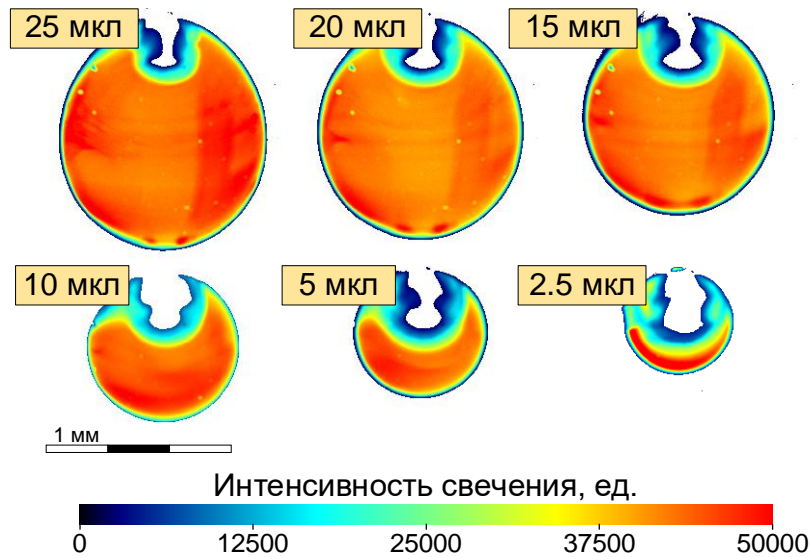 25 мкл
20 мкл
15 мкл
10 мкл
5 мкл
2.5 мкл
1 мм
Интенсивность свечения, ед.
0 12500 25000 37500 50000